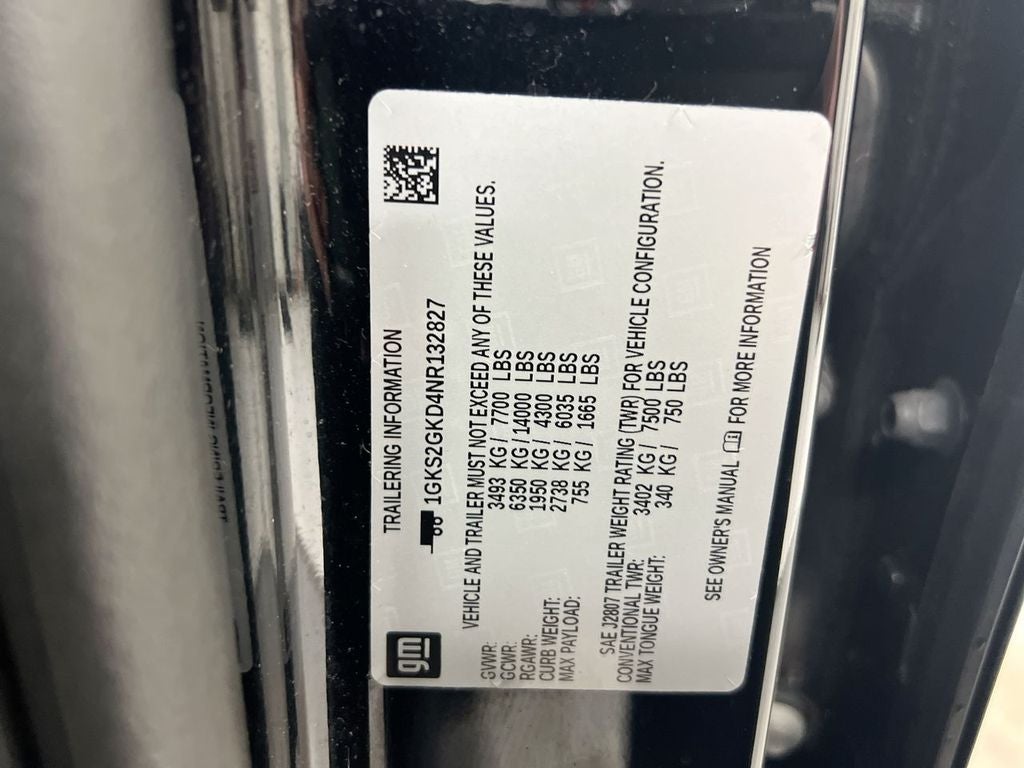 gm
TRAILERING INFORMATION
1GKS2GKD4NR132827
VEHICLE AND TRAILER MUST NOT EXCEED ANY OF THESE VALUES.
GVWR: 3493 KG / 7700 LBS
GCWR: 6350 KG / 14000 LBS
RGAWR: 1950 KG / 4300 LBS
CURB WEIGHT: 2738 KG / 6035 LBS
MAX PAYLOAD: 755 KG / 1665 LBS
SAE J2807 TRAILER WEIGHT RATING (TWR) FOR VEHICLE CONFIGURATION.
CONVENTIONAL TWR: 3402 KG / 7500 LBS
MAX TONGUE WEIGHT: 340 KG / 750 LBS
SEE OWNER'S MANUAL FOR MORE INFORMATION